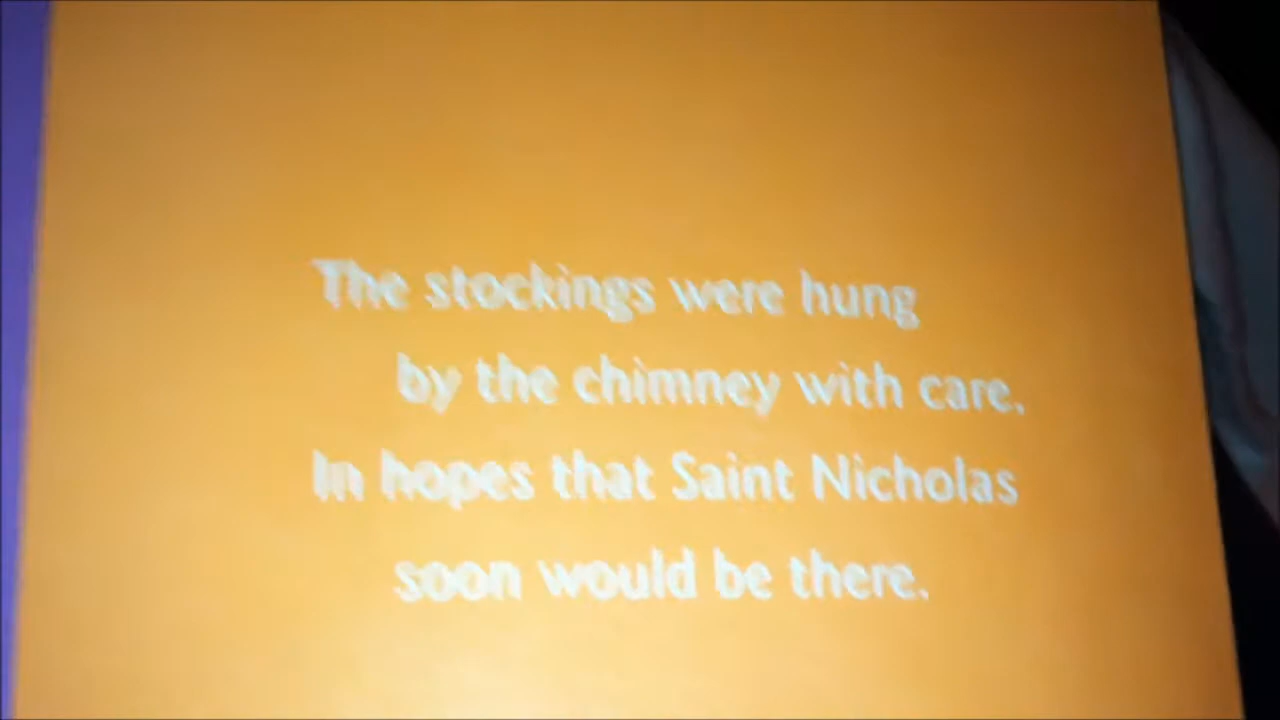 The stockings were hung
by the chimney with care,
In hopes that Saint Nicholas
soon would be there.